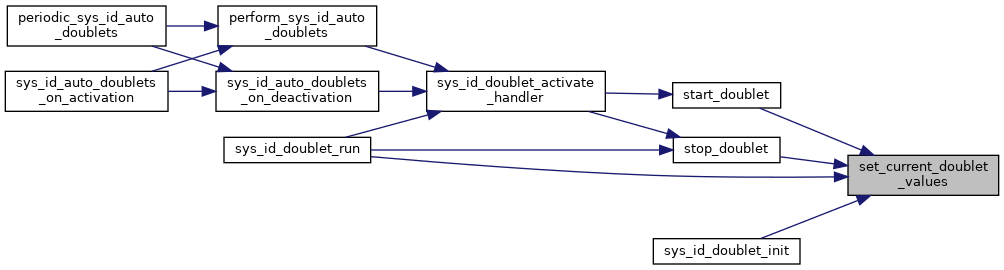 periodic_sys_id_auto
_doublets
perform_sys_id_auto
_doublets
sys_id_auto_doublets
_on_activation
sys_id_auto_doublets
_on_deactivation
sys_id_doublet_activate
_handler
start_doublet
sys_id_doublet_run
stop_doublet
set_current_doublet
_values
sys_id_doublet_init